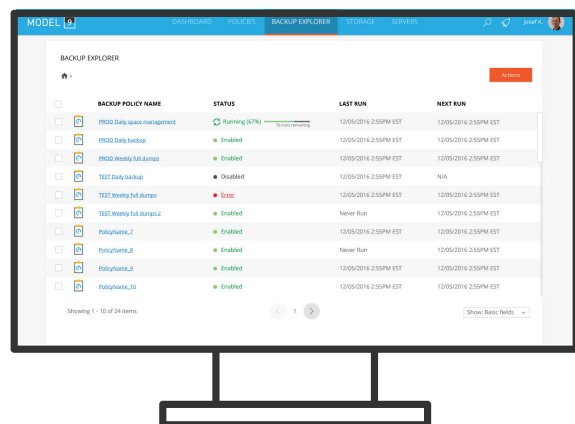 MODEL 9 DASHBOARD POLICIES BACKUP EXPLORER STORAGE SERVERS Josef K.
BACKUP EXPLORER
Actions
BACKUP POLICY NAME STATUS LAST RUN NEXT RUN
PROD Daily space management Running (67%) 78 mins remaining 12/05/2016 2:55PM EST 12/05/2016 2:55PM EST
PROD Daily backup Enabled 12/05/2016 2:55PM EST 12/05/2016 2:55PM EST
PROD Weekly full dumps Enabled 12/05/2016 2:55PM EST 12/05/2016 2:55PM EST
TEST Daily backup Disabled 12/05/2016 2:55PM EST N/A
TEST Weekly full dumps Error 12/05/2016 2:55PM EST 12/05/2016 2:55PM EST
TEST Weekly full dumps 2 Enabled Never Run 12/05/2016 2:55PM EST
PolicyName_7 Enabled 12/05/2016 2:55PM EST 12/05/2016 2:55PM EST
PolicyName_8 Enabled Never Run 12/05/2016 2:55PM EST
PolicyName_9 Enabled 12/05/2016 2:55PM EST 12/05/2016 2:55PM EST
PolicyName_10 Enabled 12/05/2016 2:55PM EST 12/05/2016 2:55PM EST
Showing 1 - 10 of 24 items 1 Show: Basic fields